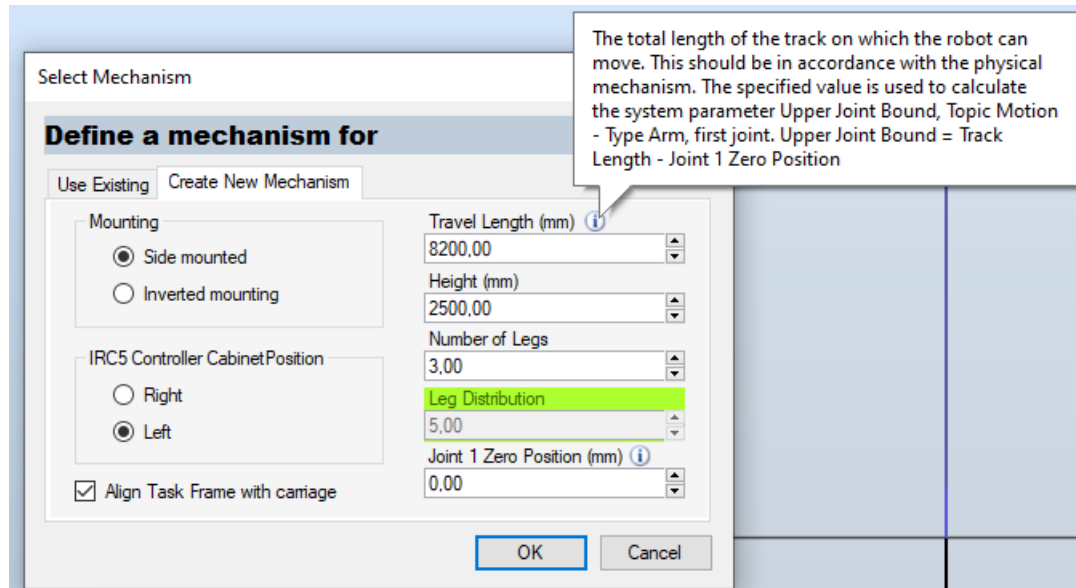 The total length of the track on which the robot can
move. This should be in accordance with the physical
mechanism. The specified value is used to calculate
the system parameter Upper Joint Bound, Topic Motion
- Type Arm, first joint. Upper Joint Bound = Track
Length - Joint 1 Zero Position
Select Mechanism
Define a mechanism for
Use Existing
Create New Mechanism
Mounting
Side mounted
Inverted mounting
IRC5 Controller CabinetPosition
Right
Left
Align Task Frame with carriage
Travel Length (mm)
8200,00
Height (mm)
2500,00
Number of Legs
3,00
Leg Distribution
5,00
Joint 1 Zero Position (mm)
0,00
OK
Cancel